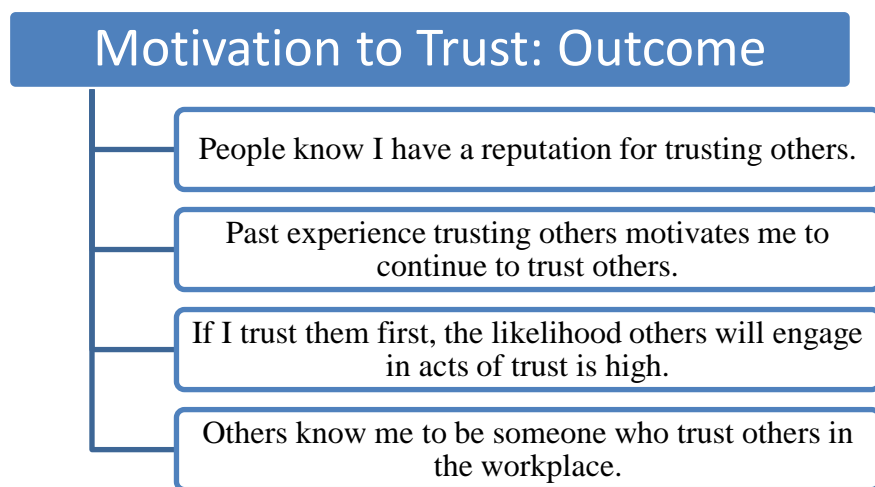 Motivation to Trust: Outcome
People know I have a reputation for trusting others.
Past experience trusting others motivates me to
continue to trust others.
If I trust them first, the likelihood others will engage
in acts of trust is high.
Others know me to be someone who trust others in
the workplace.